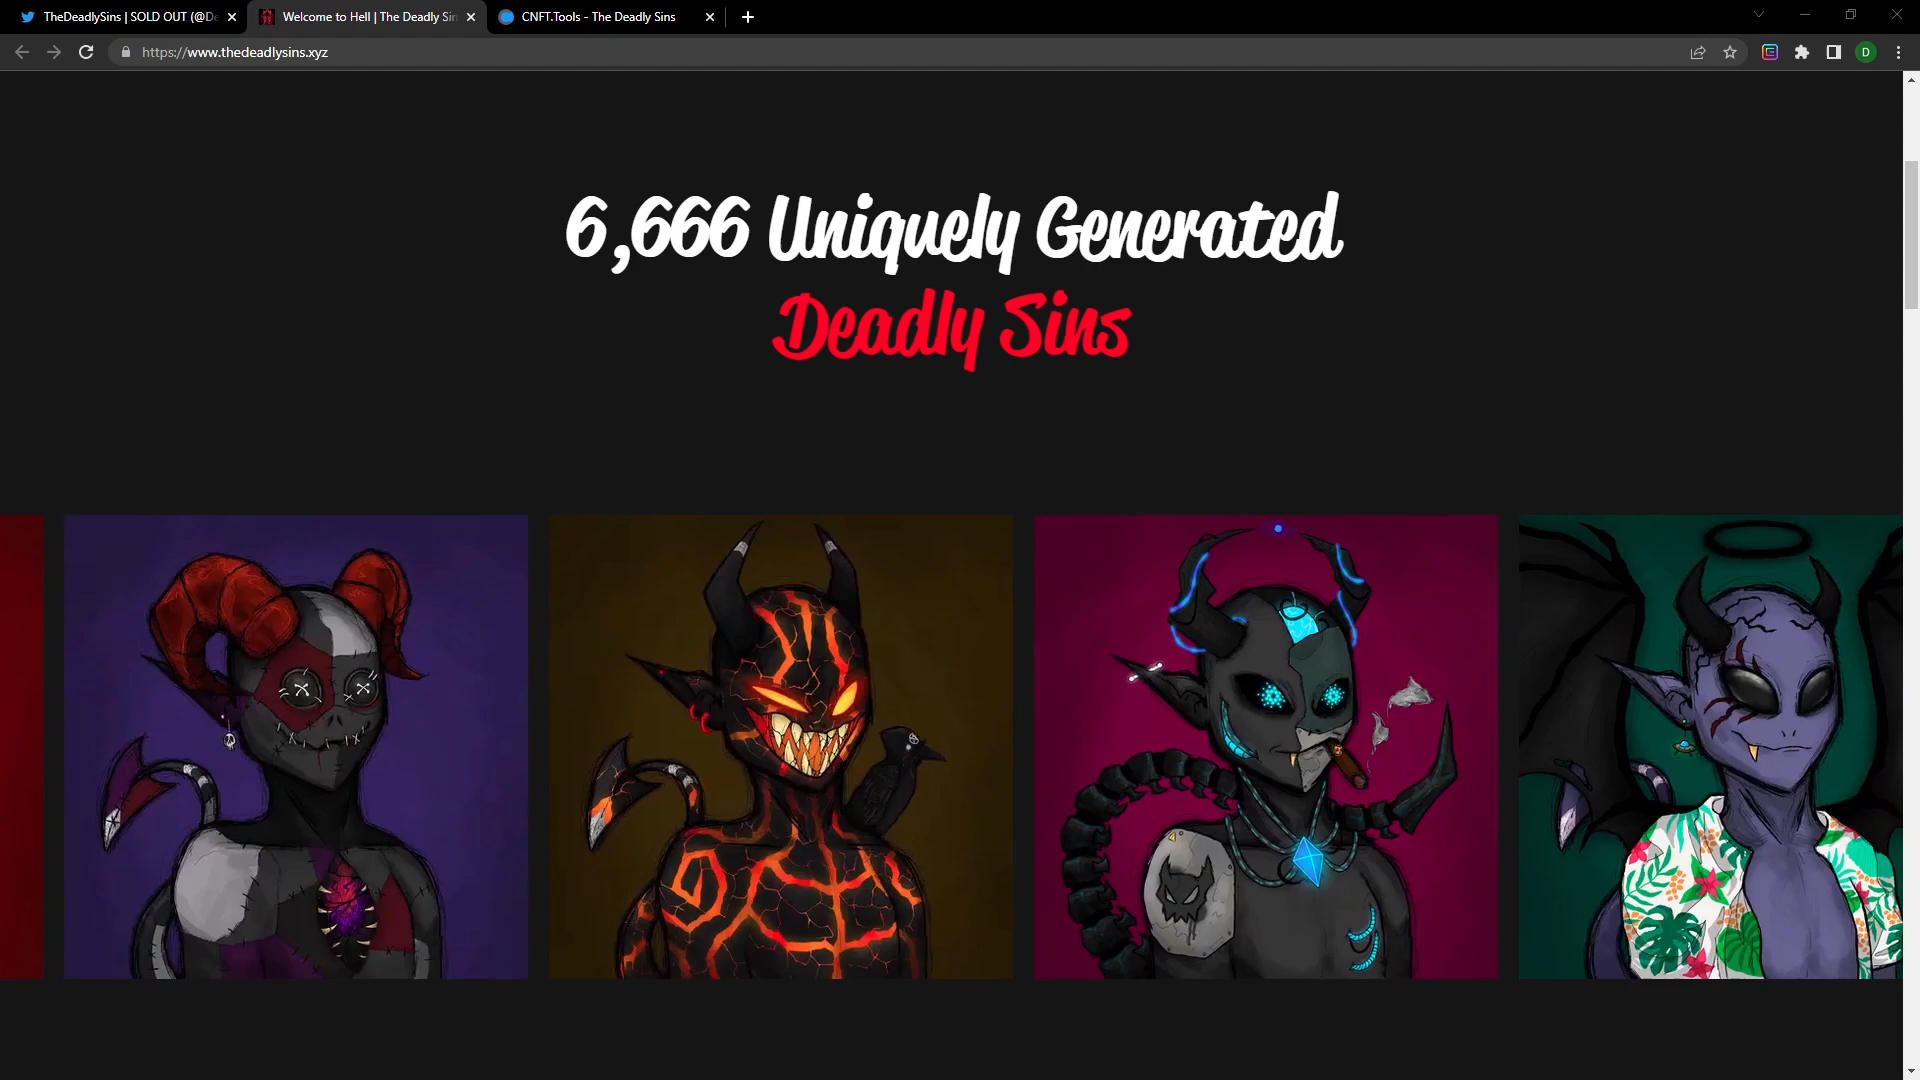 TheDeadlySins | SOLD OUT (@De
Welcome to Hell | The Deadly Sin
CNFT.Tools - The Deadly Sins
https://www.thedeadlysins.xyz
D
6,666 Uniquely Generated
Deadly Sins